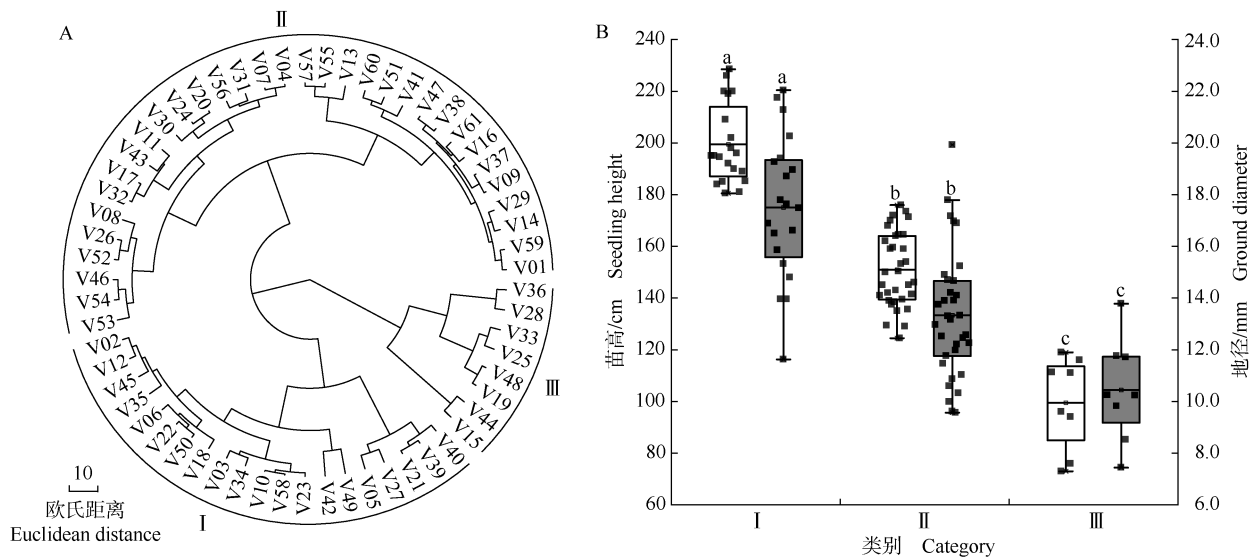 A
Ⅱ
V57
V55
V13
V60
V51
V41
V47
V38
V61
V16
V37
V09
V29
V14
V59
V01
V36
V28
V33
V25
V48
V19
V44
V15
V40
V39
V21
V27
V05
V49
V42
V23
V58
V10
V34
V03
V18
V50
V22
V06
V35
V45
V12
V02
V53
V54
V46
V52
V26
V08
V32
V17
V43
V11
V30
V24
V20
V56
V31
V07
V04
Ⅲ
Ⅰ
10
欧氏距离
Euclidean distance
B
240
220
200
180
160
140
120
100
80
60
苗高/cm Seedling height
a
a
b
b
c
c
24.0
22.0
20.0
18.0
16.0
14.0
12.0
10.0
8.0
6.0
地径/mm Ground diameter
Ⅰ
Ⅱ
Ⅲ
类别 Category